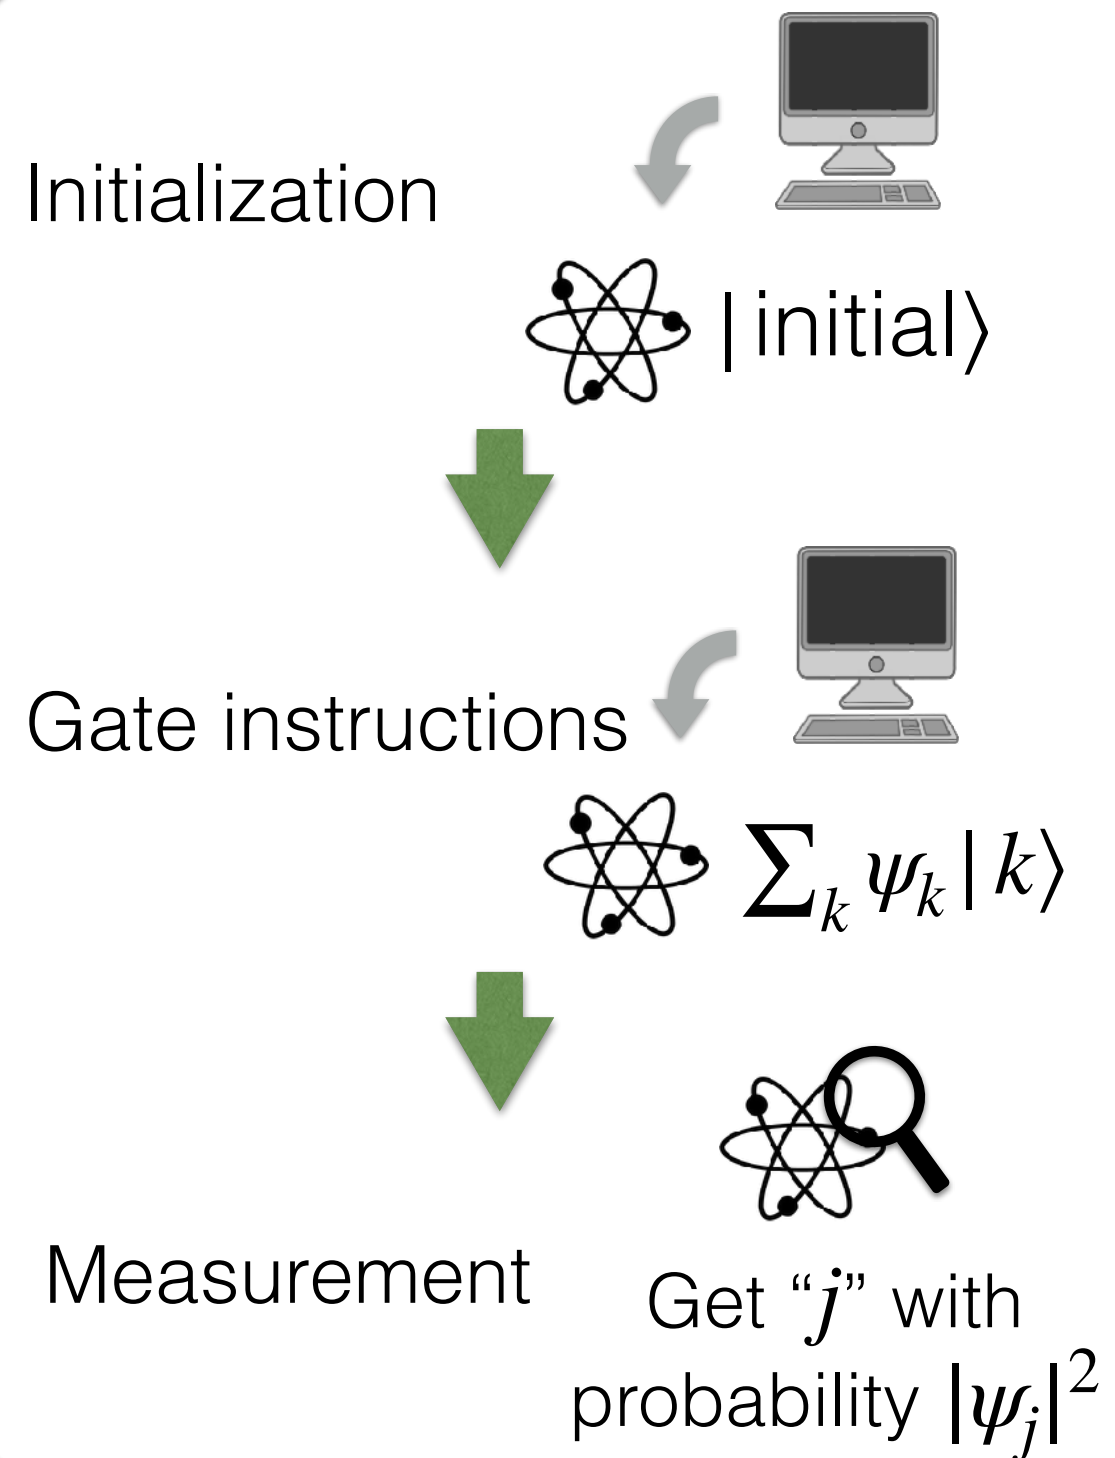 Initialization
|initial⟩
Gate instructions
∑ₖ ψₖ|k⟩
Measurement
Get “j” with
probability |ψⱼ|²